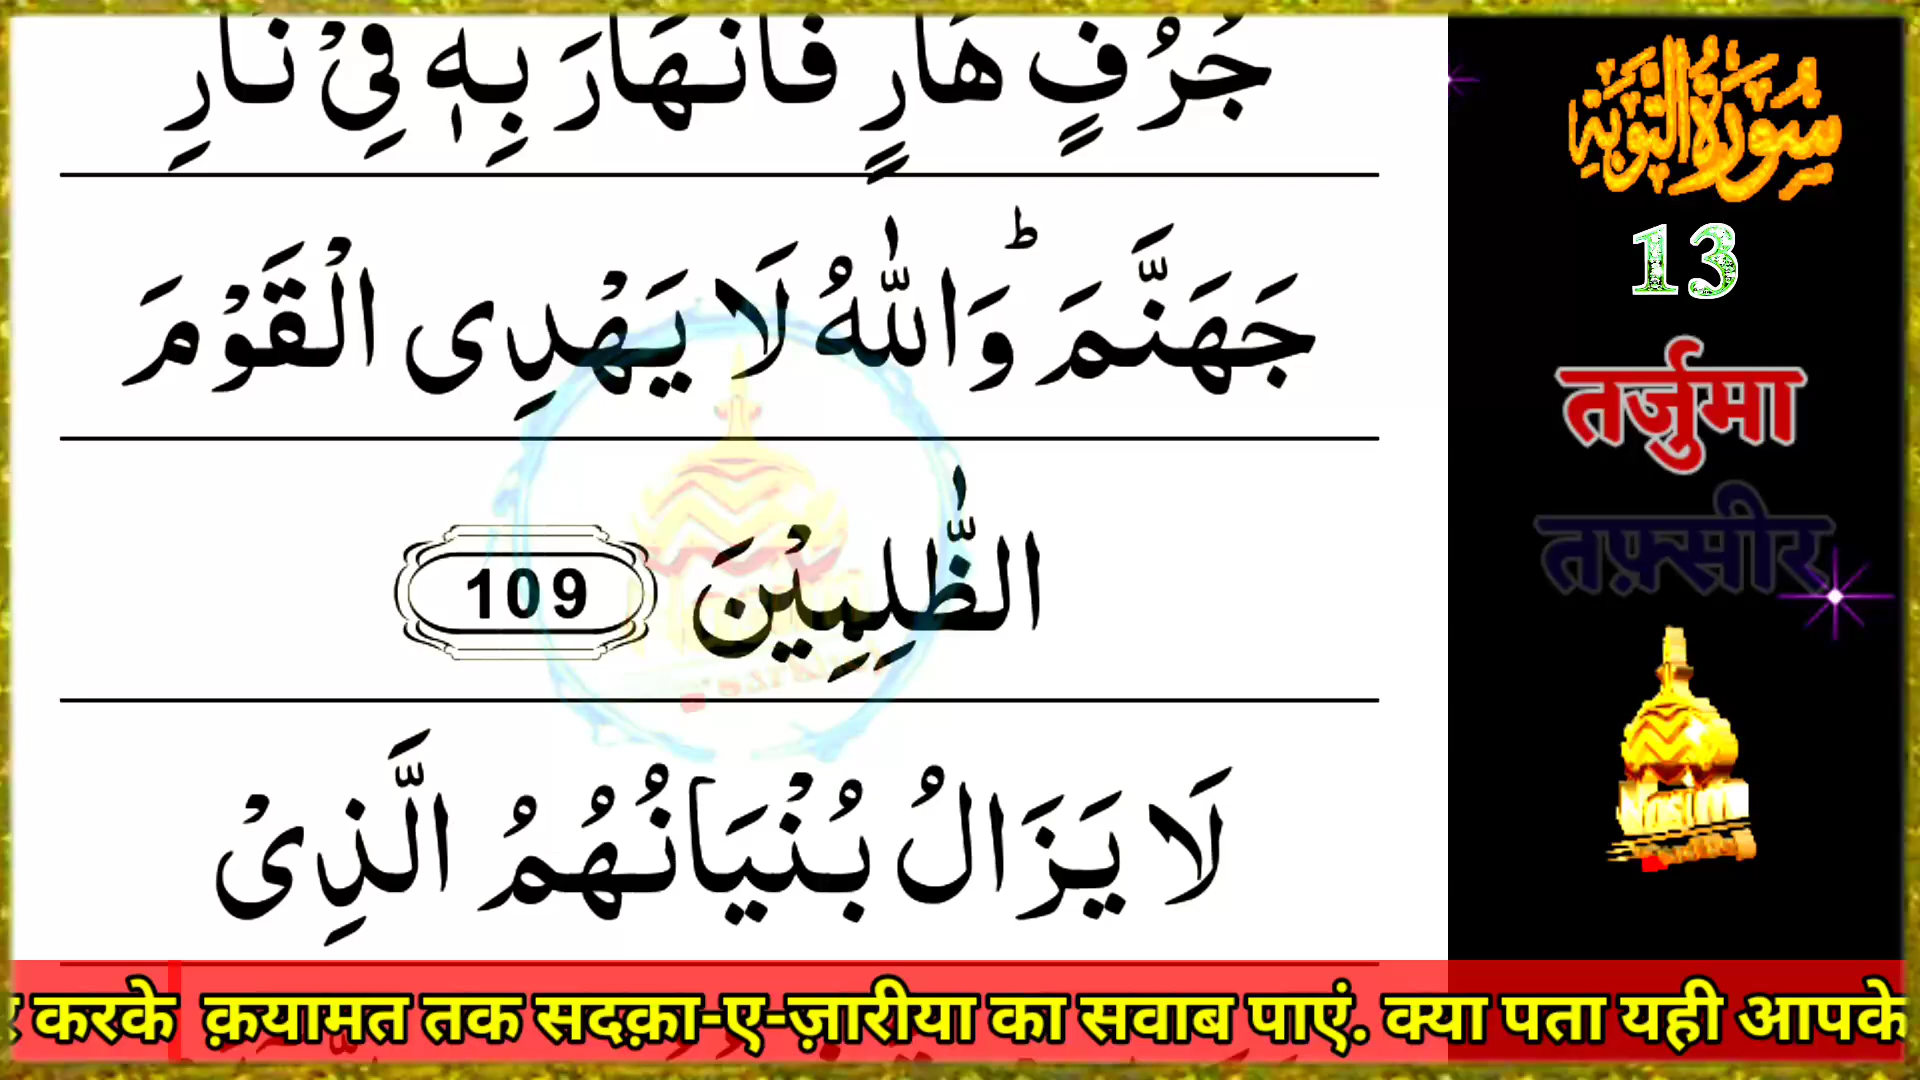 جُرُفٍ هَارٍ فَانْهَارَ بِهٖ فِیْ نَارِ
جَهَنَّمَ ؕ وَاللّٰهُ لَا یَهْدِی الْقَوْمَ
الظّٰلِمِیْنَ 109
لَا یَزَالُ بُنْیَانُهُمُ الَّذِیْ
سُوْرَةُ التَّوْبَةِ
13
तर्जुमा
तफ़्सीर
करके क़यामत तक सदक़ा-ए-ज़ारीया का सवाब पाएं. क्या पता यही आपके